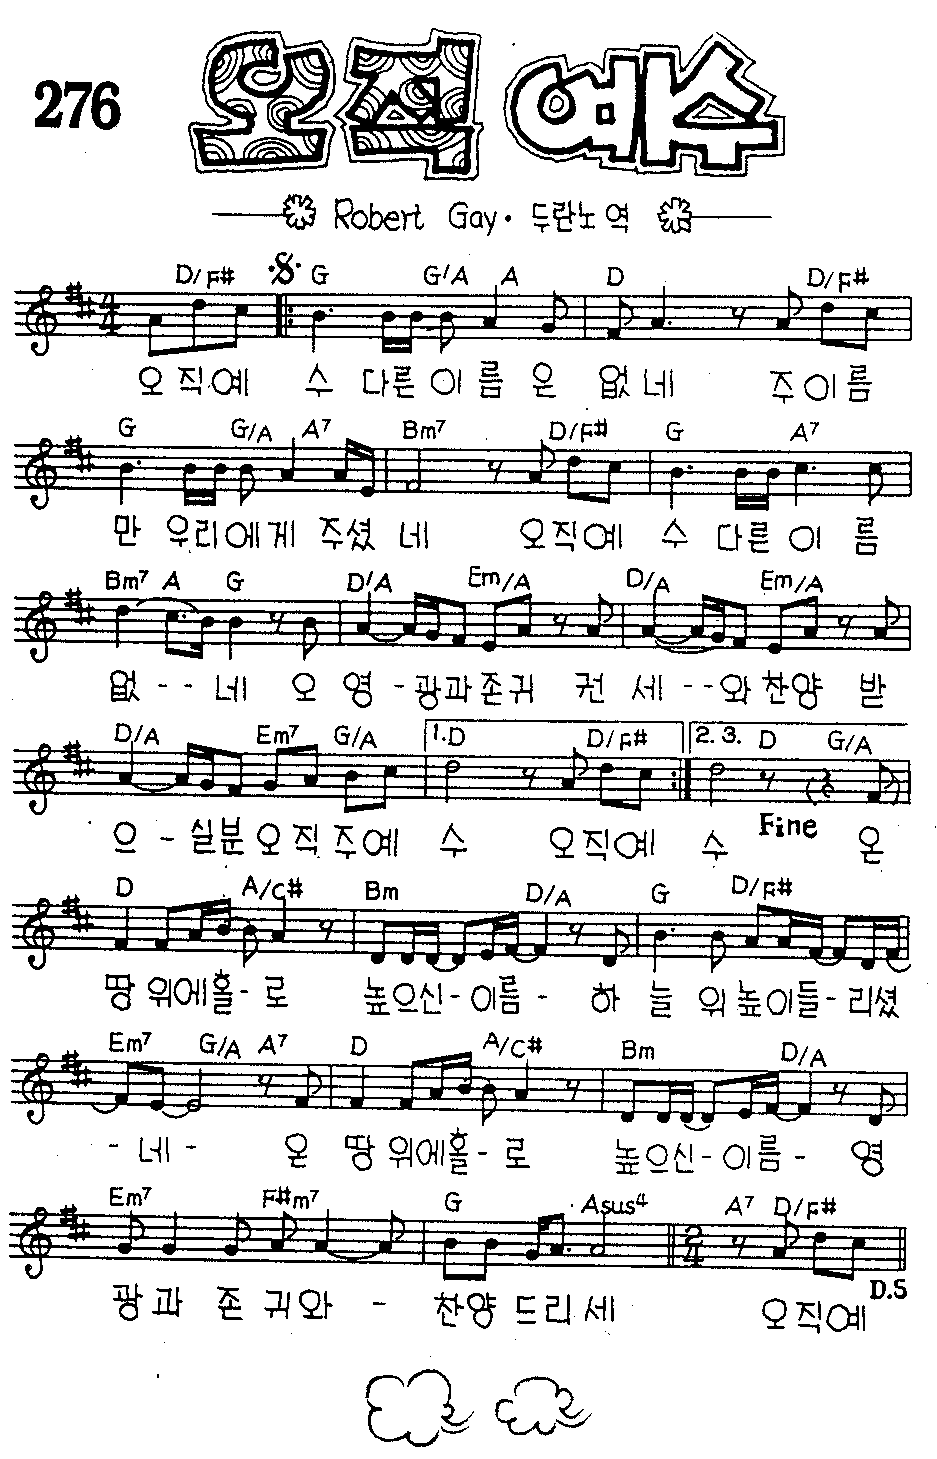 276 오직 예수
Robert Gay · 두란노 역
D/F# G G/A A D D/F#
오 직 예 수 다른 이 름 은 없 네 주 이 름
G G/A A7 Bm7 D/F# G A7
만 우리에게 주셨 네 오직예 수 다른 이 름
Bm7 A G D/A Em/A D/A Em/A
없 - - 네 오 영 - 광과존귀 권 세 - - 와 찬양 받
D/A Em7 G/A 1. D D/F# 2. 3. D G/A
으 - 실분오직주예 수 오직예 수 Fine 온
D A/C# Bm D/A G D/F#
땅 위에홀 - 로 높으신 - 이름 - 하 늘 위높이들 - 리셨
Em7 G/A A7 D A/C# Bm D/A
- 네 - 온 땅 위에홀 - 로 높으신 - 이름 - 영
Em7 F#m7 G Asus4 A7 D/F#
광 과 존 귀와 - 찬양 드리세 오직예
D.S